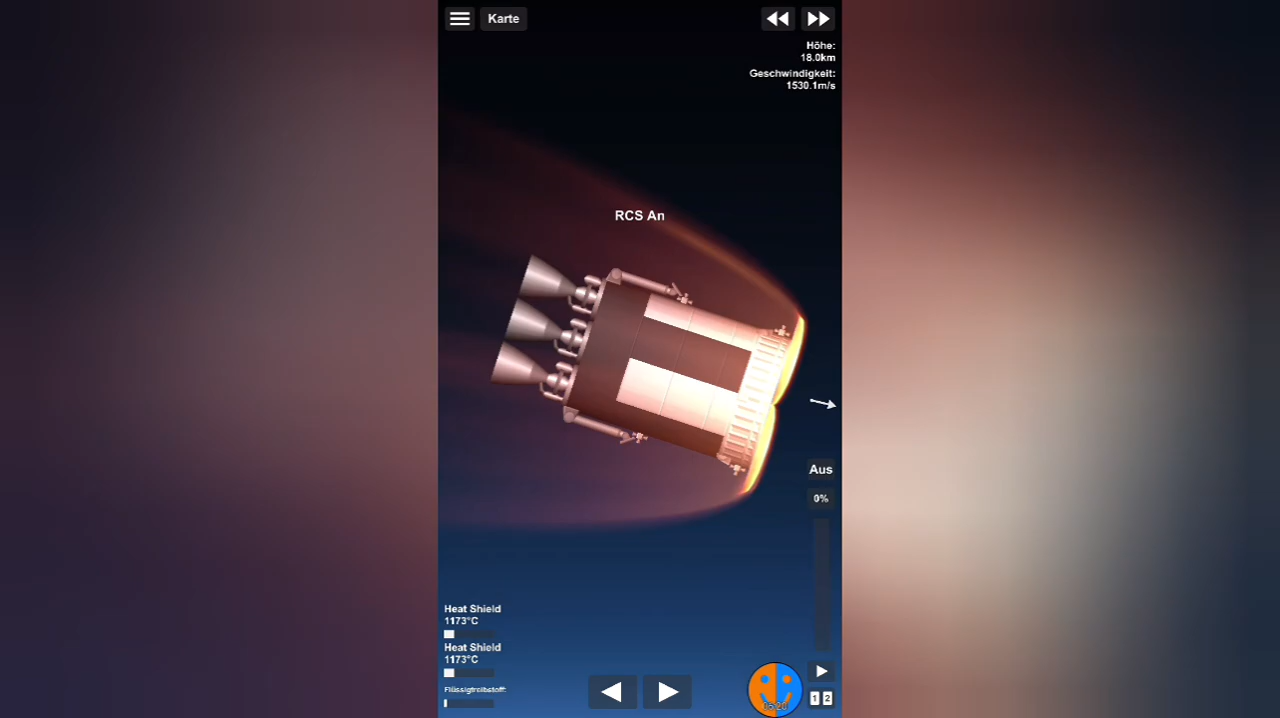 Karte
Höhe:
18.0km
Geschwindigkeit:
1530.1m/s
RCS An
Aus
0%
Heat Shield
1173°C
Heat Shield
1173°C
Flüssigtreibstoff:
1 2